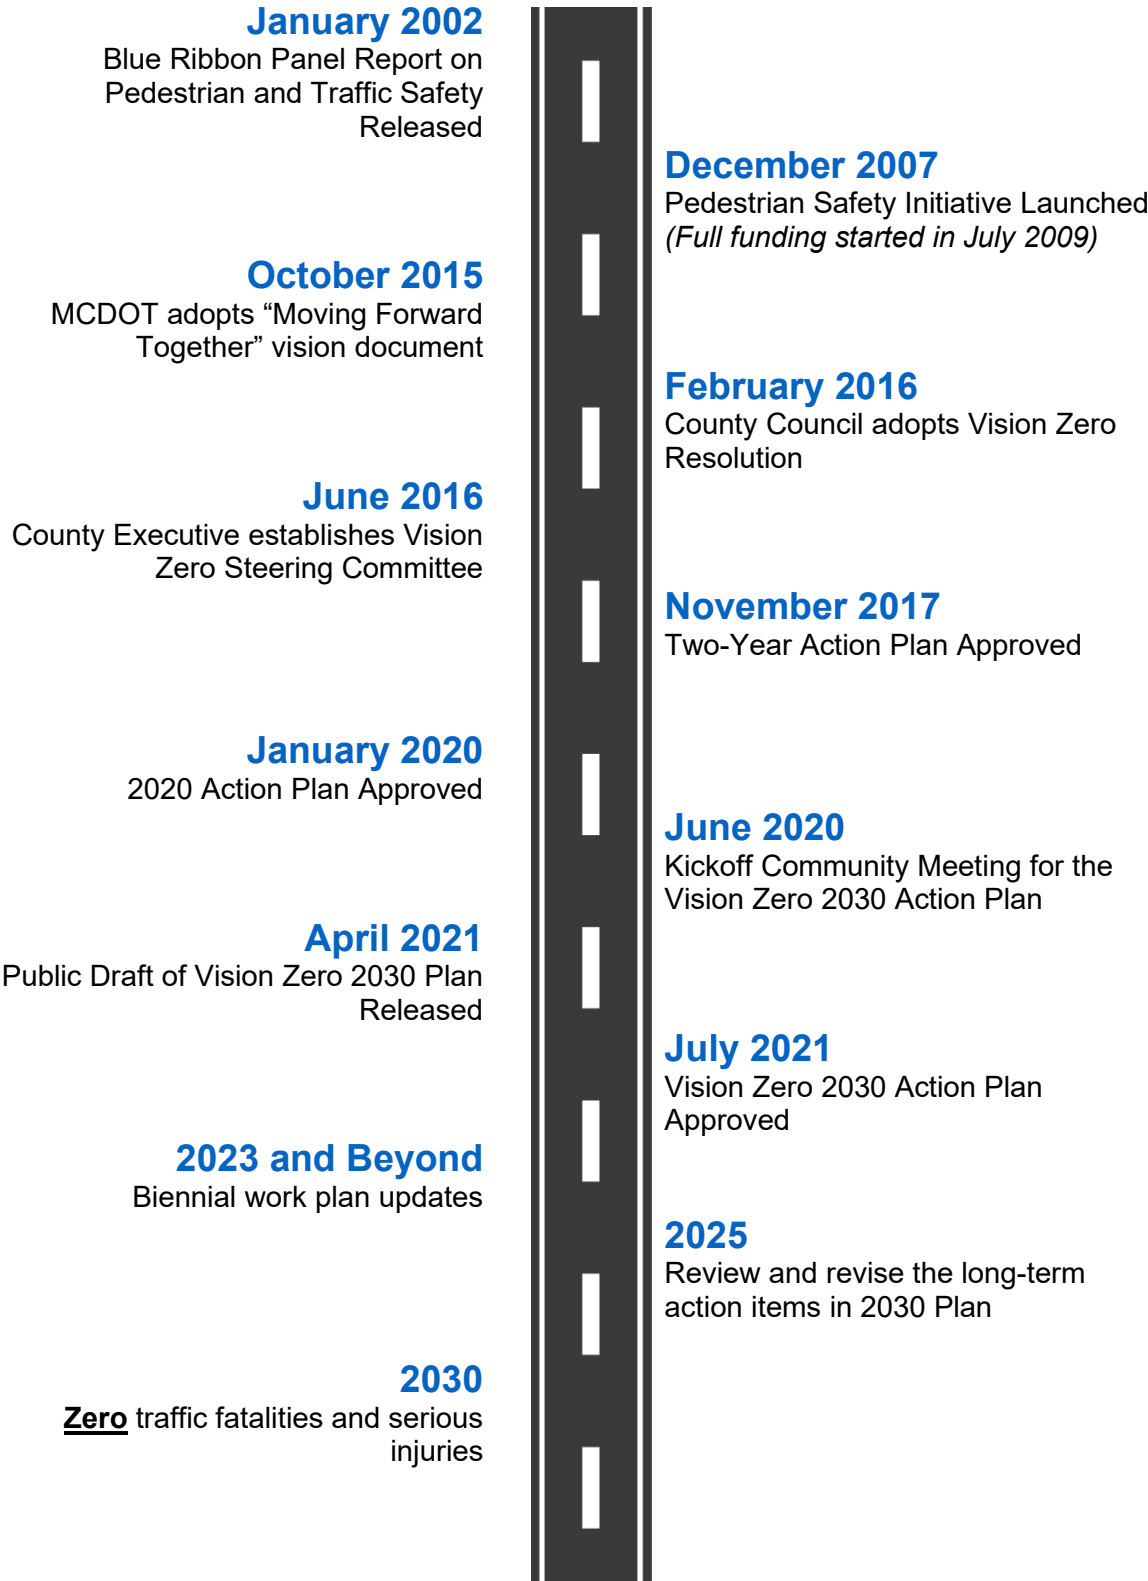 January 2002
Blue Ribbon Panel Report on
Pedestrian and Traffic Safety
Released
December 2007
Pedestrian Safety Initiative Launched
(Full funding started in July 2009)
October 2015
MCDOT adopts “Moving Forward
Together” vision document
February 2016
County Council adopts Vision Zero
Resolution
June 2016
County Executive establishes Vision
Zero Steering Committee
November 2017
Two-Year Action Plan Approved
January 2020
2020 Action Plan Approved
June 2020
Kickoff Community Meeting for the
Vision Zero 2030 Action Plan
April 2021
Public Draft of Vision Zero 2030 Plan
Released
July 2021
Vision Zero 2030 Action Plan
Approved
2023 and Beyond
Biennial work plan updates
2025
Review and revise the long-term
action items in 2030 Plan
2030
Zero traffic fatalities and serious
injuries